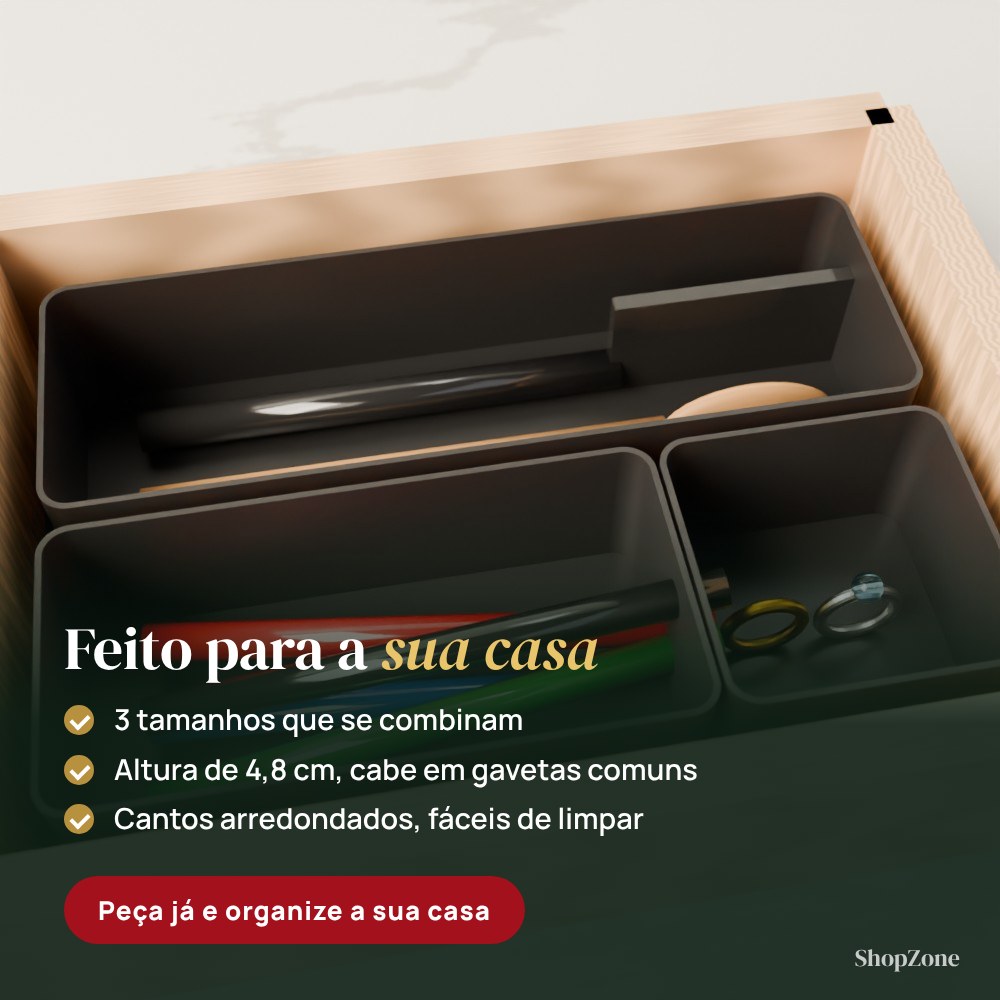 Feito para a sua casa
3 tamanhos que se combinam
Altura de 4,8 cm, cabe em gavetas comuns
Cantos arredondados, fáceis de limpar
Peça já e organize a sua casa
ShopZone